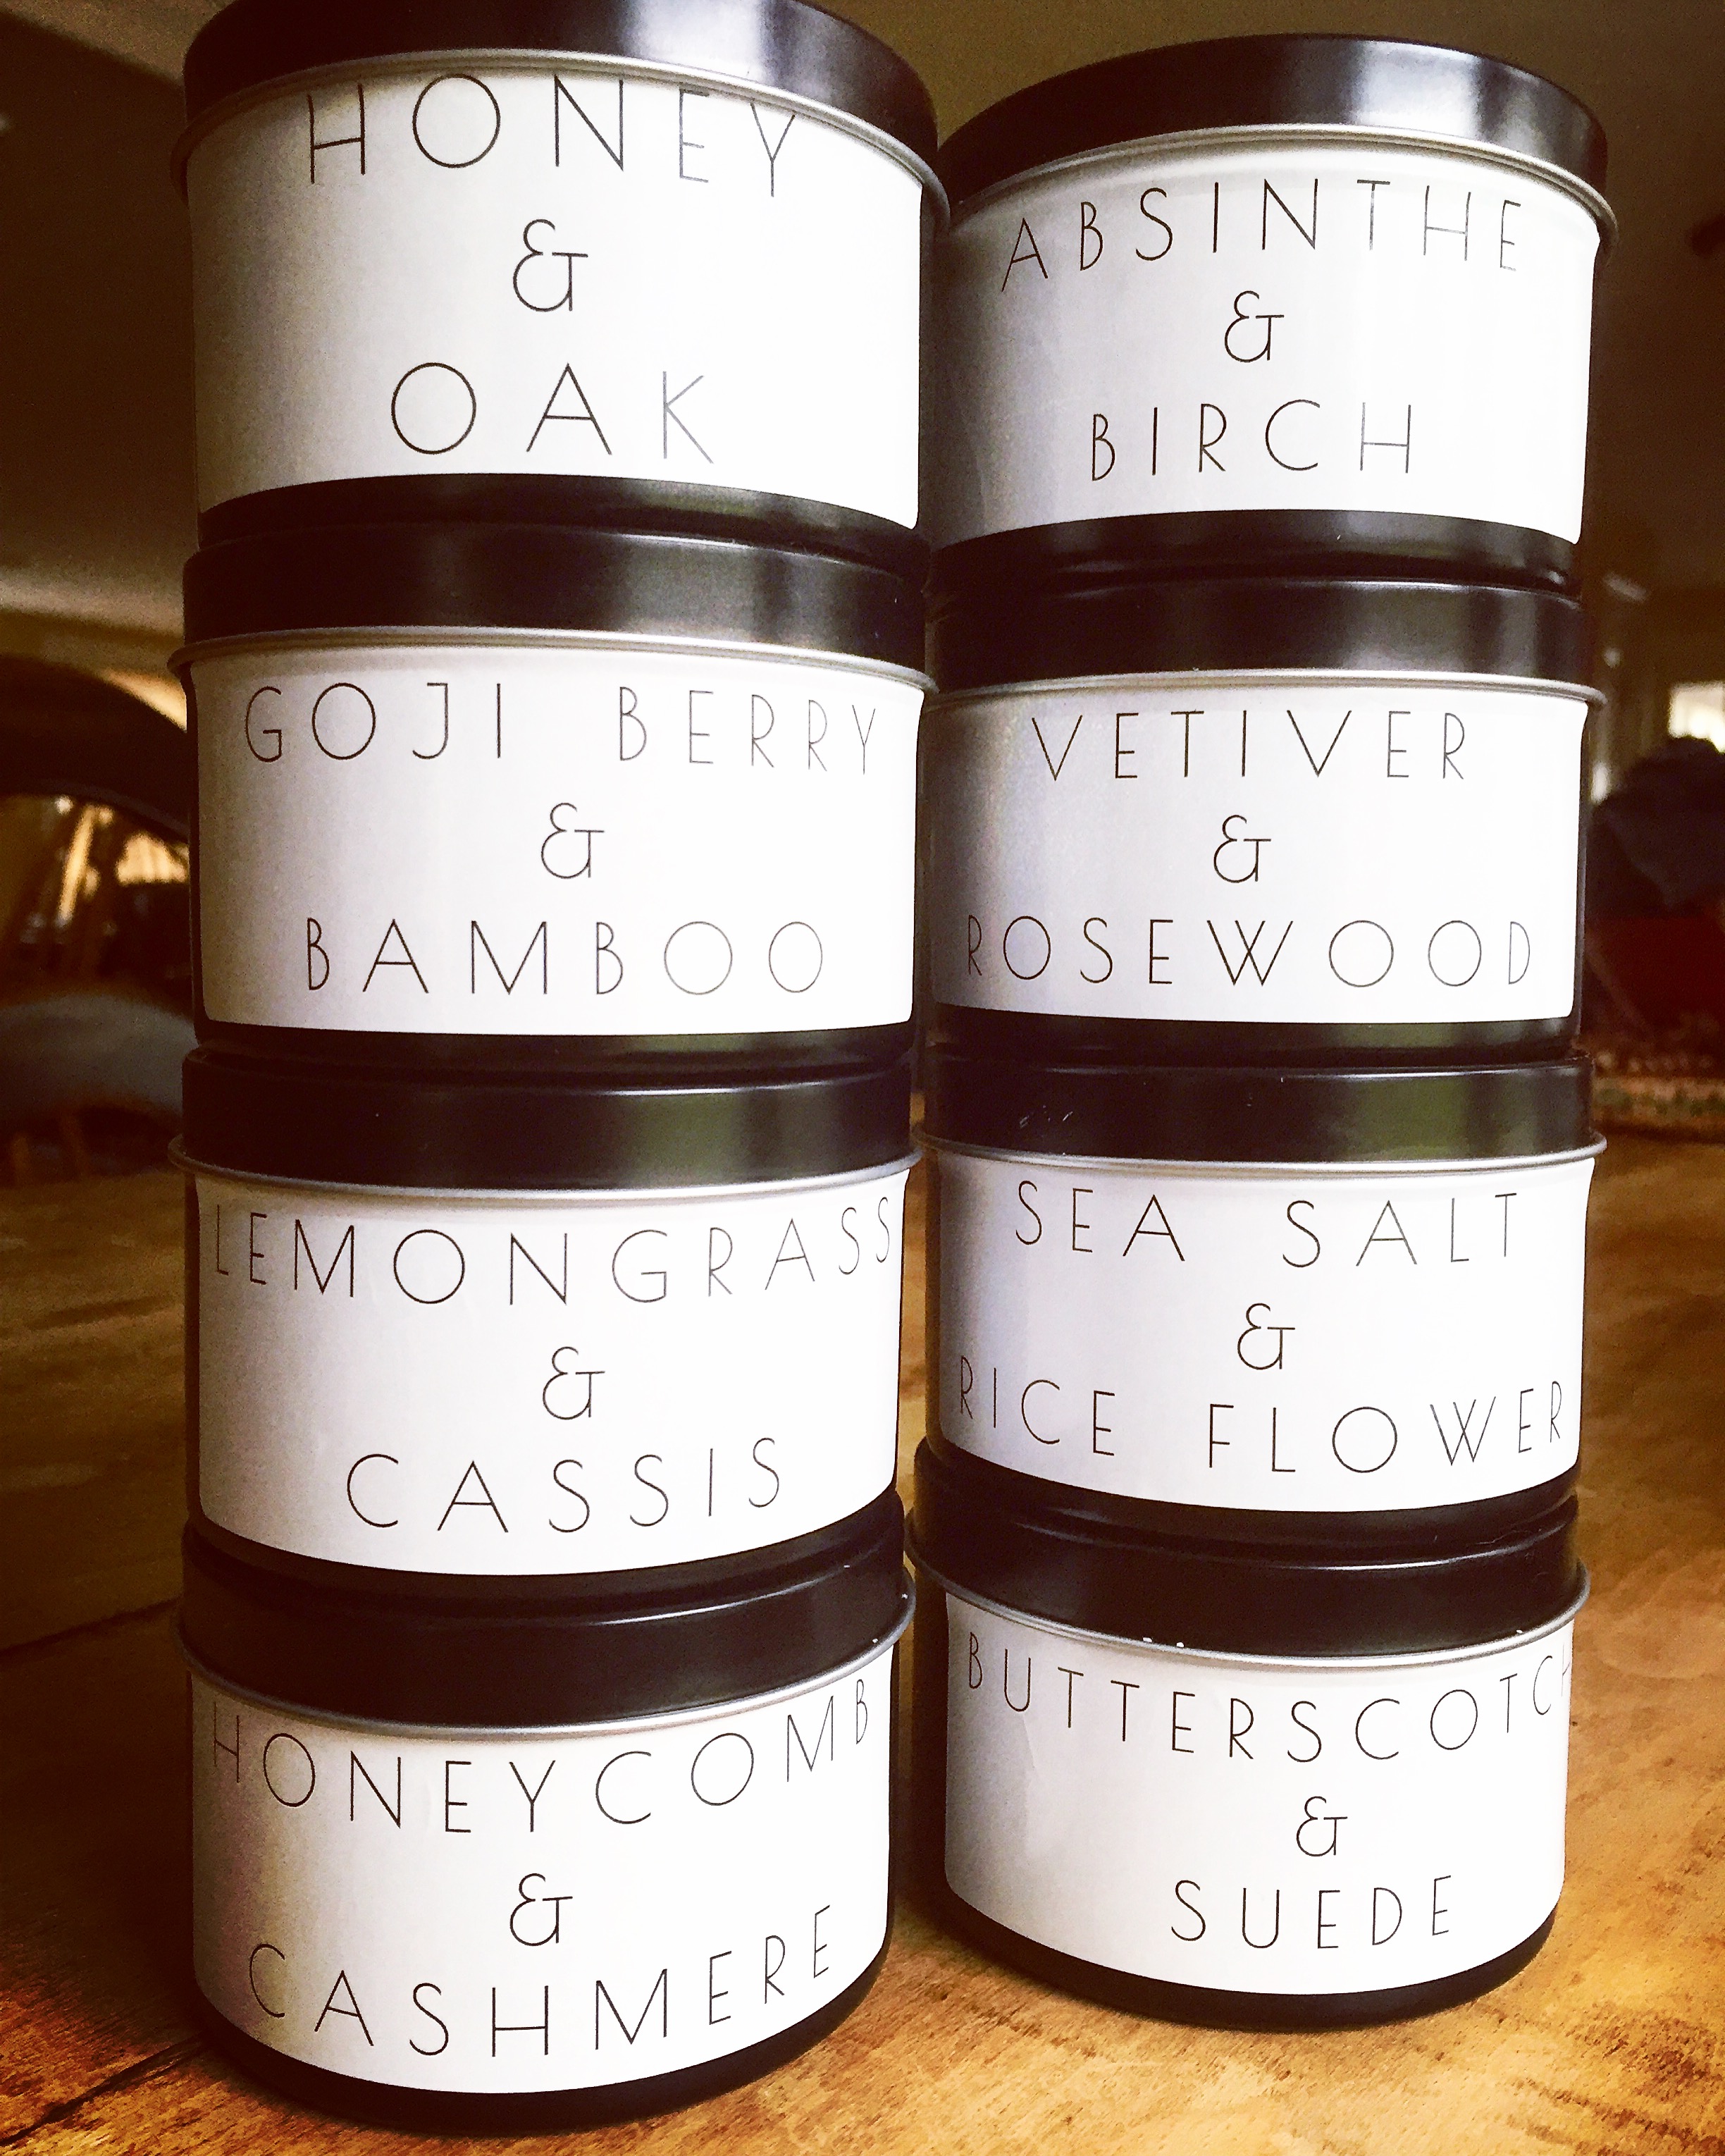 HONEY
&
OAK
GOJI BERRY
&
BAMBOO
LEMONGRASS
&
CASSIS
HONEYCOMB
&
CASHMERE
ABSINTHE
&
BIRCH
VETIVER
&
ROSEWOOD
SEA SALT
&
RICE FLOWER
BUTTERSCOTCH
&
SUEDE